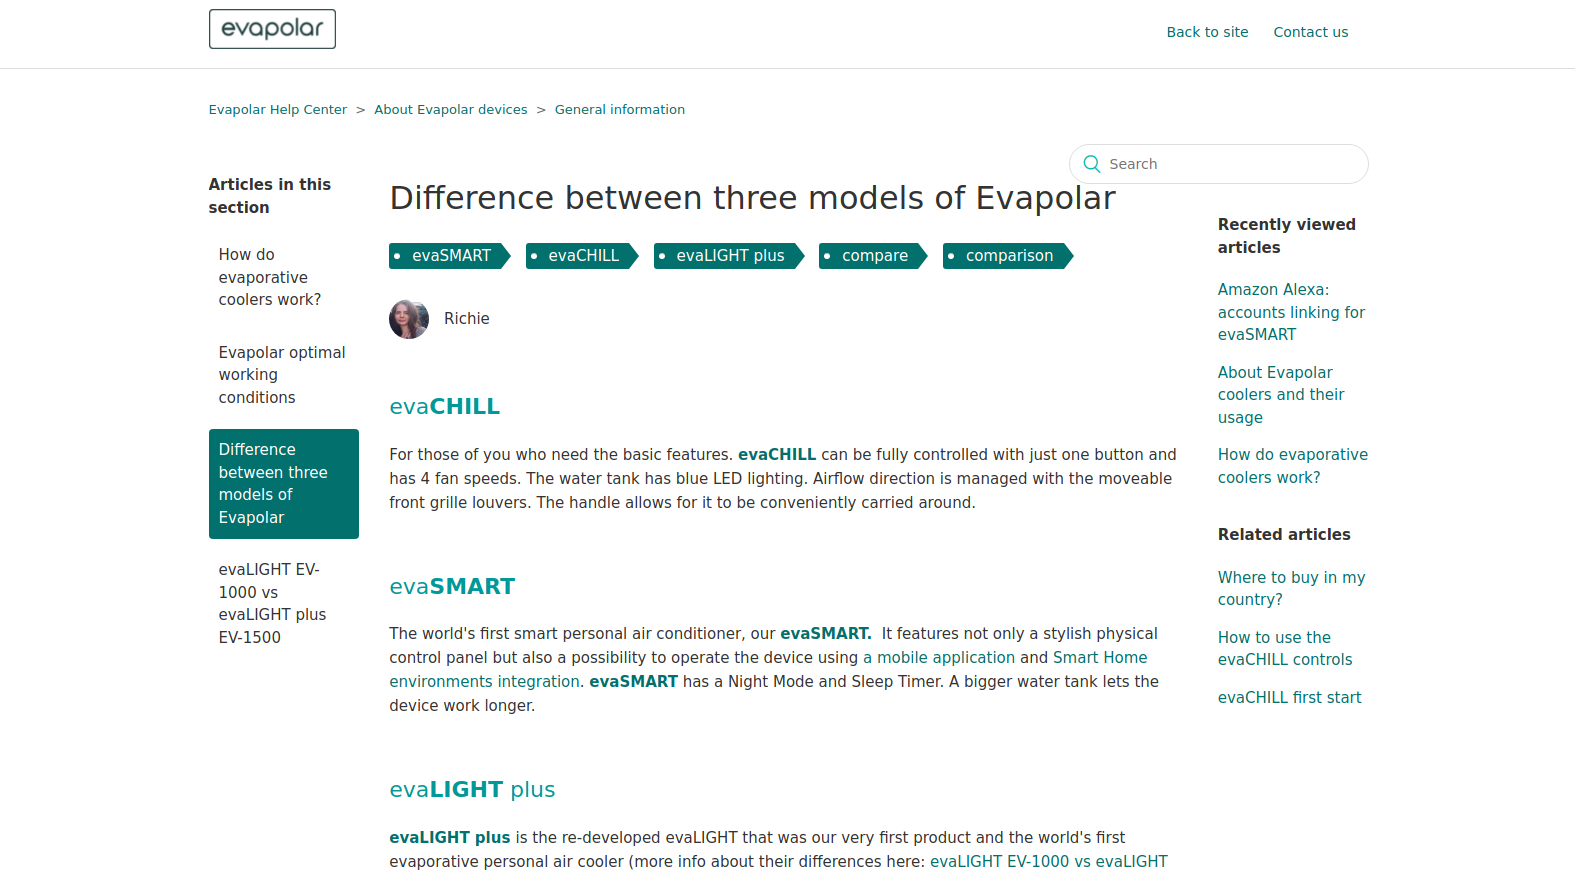 evapolar
Back to site
Contact us
Evapolar Help Center > About Evapolar devices > General information
Search
Articles in this
section
How do
evaporative
coolers work?
Evapolar optimal
working
conditions
Difference
between three
models of
Evapolar
evaLIGHT EV-
1000 vs
evaLIGHT plus
EV-1500
Difference between three models of Evapolar
evaSMART
evaCHILL
evaLIGHT plus
compare
comparison
Richie
evaCHILL
For those of you who need the basic features. evaCHILL can be fully controlled with just one button and
has 4 fan speeds. The water tank has blue LED lighting. Airflow direction is managed with the moveable
front grille louvers. The handle allows for it to be conveniently carried around.
evaSMART
The world's first smart personal air conditioner, our evaSMART.  It features not only a stylish physical
control panel but also a possibility to operate the device using a mobile application and Smart Home
environments integration. evaSMART has a Night Mode and Sleep Timer. A bigger water tank lets the
device work longer.
evaLIGHT plus
evaLIGHT plus is the re-developed evaLIGHT that was our very first product and the world's first
evaporative personal air cooler (more info about their differences here: evaLIGHT EV-1000 vs evaLIGHT
Recently viewed
articles
Amazon Alexa:
accounts linking for
evaSMART
About Evapolar
coolers and their
usage
How do evaporative
coolers work?
Related articles
Where to buy in my
country?
How to use the
evaCHILL controls
evaCHILL first start